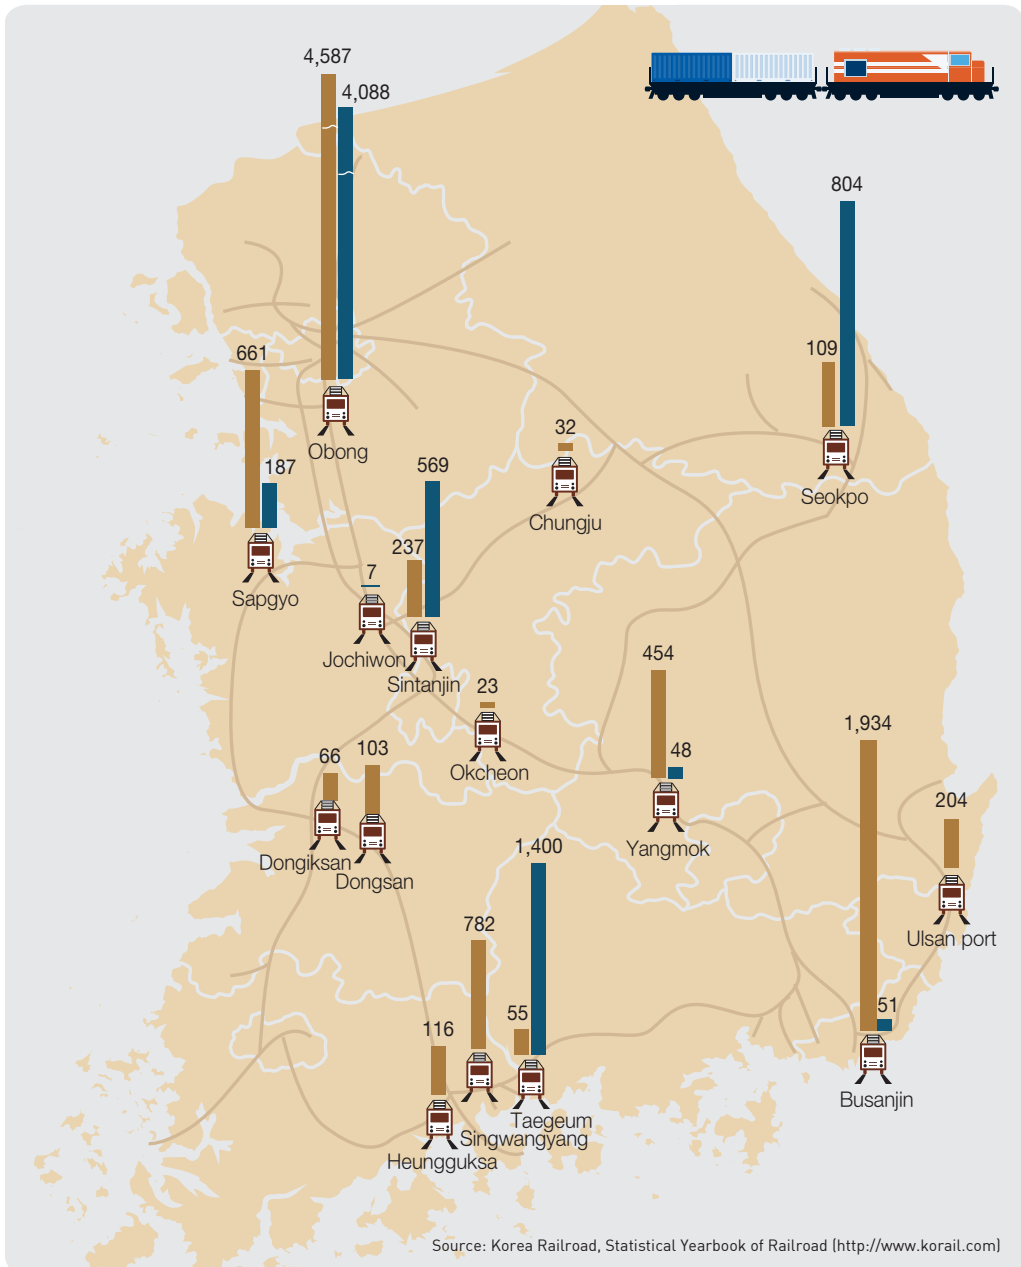 4,587
4,088
804
109
661
187
Obong
32
569
Seokpo
Chungju
237
7
Sapgyo
Jochiwon
Sintanjin
454
23
1,934
48
66
103
Okcheon
204
1,400
Yangmok
Dongiksan
Dongsan
782
Ulsan port
55
51
116
Busanjin
Taegeum
Singwangyang
Heungguksa
Source: Korea Railroad, Statistical Yearbook of Railroad (http://www.korail.com)